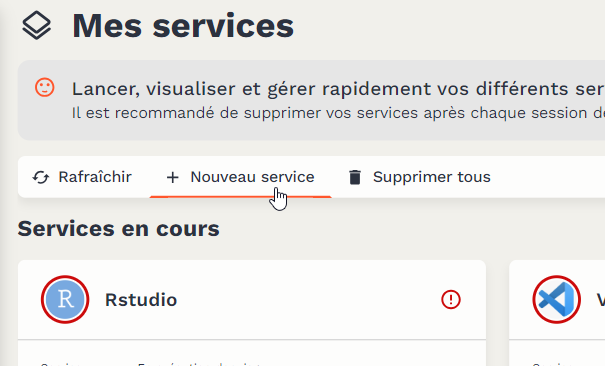 Mes services
Lancer, visualiser et gérer rapidement vos différents
Il est recommandé de supprimer vos services après chaque session
Rafraîchir
Nouveau service
Supprimer tous
Services en cours
R
Rstudio